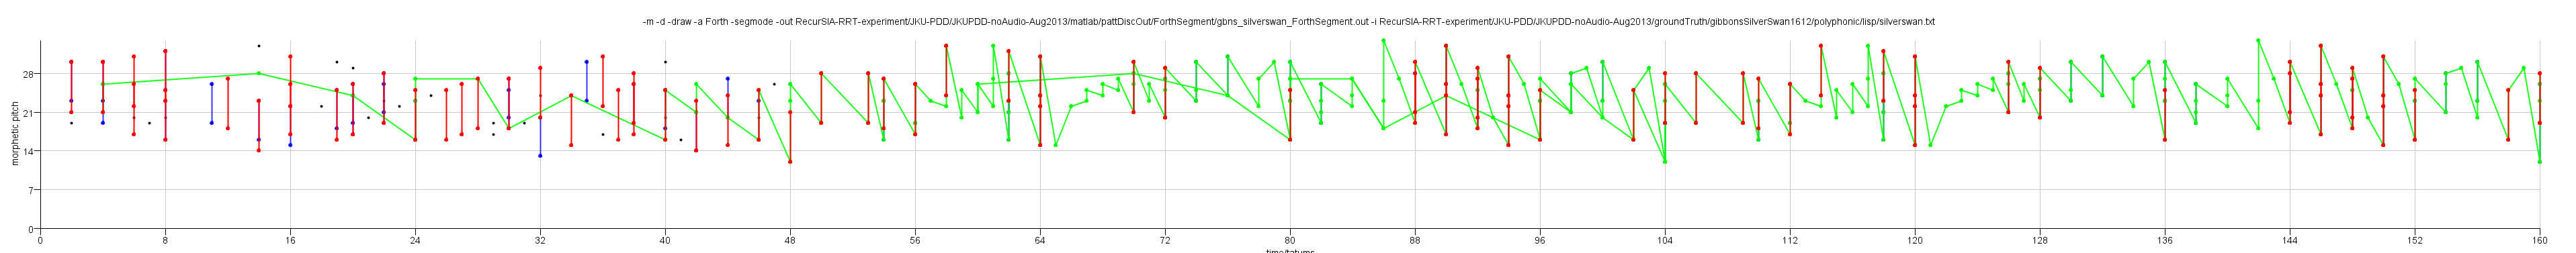 -m -d -draw -a Forth -segmode -out RecurSIA-RRT-experiment/JKU-PDD/JKUPDD-noAudio-Aug2013/matlab/pattDiscOut/ForthSegment/gbns_silverswan_ForthSegment.out -i RecurSIA-RRT-experiment/JKU-PDD/JKUPDD-noAudio-Aug2013/groundTruth/gibbonsSilverSwan1612/polyphonic/lisp/silverswan.txt
morphetic pitch
28
21
14
7
0
0 8 16 24 32 40 48 56 64 72 80 88 96 104 112 120 128 136 144 152 160
time/tatums